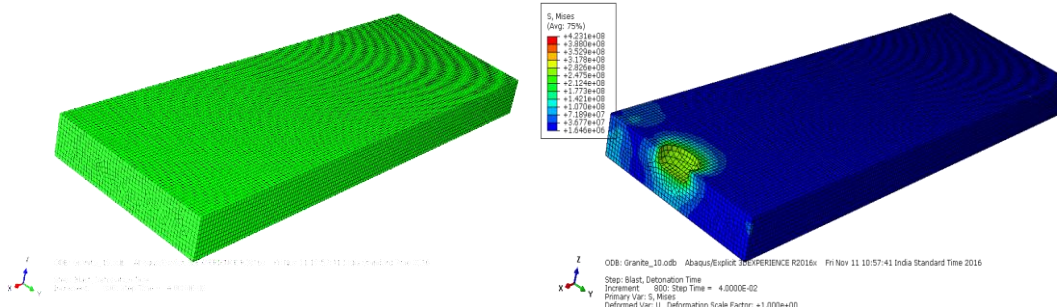 S, Mises
(Avg: 75%)
+4.231e+08
+3.880e+08
+3.529e+08
+3.178e+08
+2.826e+08
+2.475e+08
+2.124e+08
+1.773e+08
+1.421e+08
+1.070e+08
+7.189e+07
+3.677e+07
+1.646e+06
Z
X
Y
X
Y
ODB: Granite_10.odb Abaqus/Explicit 3DEXPERIENCE R2016x Fri Nov 11 10:57:41 India Standard Time 2016
Step: Blast, Detonation Time
Increment 800: Step Time = 4.0000E-02
Primary Var: S, Mises
Deformed Var: U Deformation Scale Factor: +1.000e+00